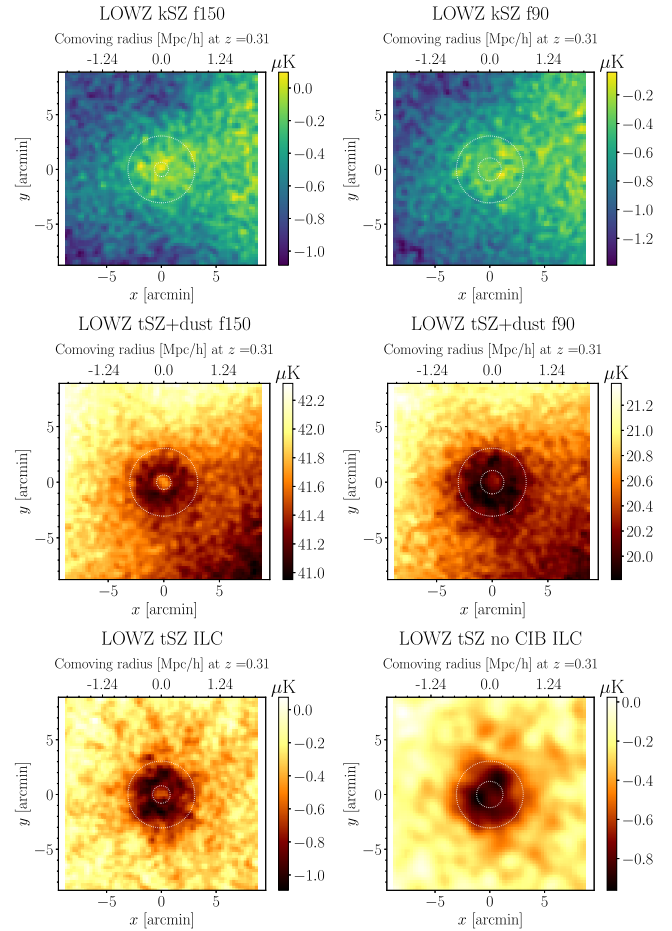 LOWZ kSZ f150
Comoving radius [Mpc/h] at z =0.31
-1.24 0.0 1.24
μK
5
0
−5
y [arcmin]
−5 0 5
x [arcmin]
0.0
−0.2
−0.4
−0.6
−0.8
−1.0
LOWZ kSZ f90
Comoving radius [Mpc/h] at z =0.31
-1.24 0.0 1.24
μK
5
0
−5
y [arcmin]
−5 0 5
x [arcmin]
−0.2
−0.4
−0.6
−0.8
−1.0
−1.2
LOWZ tSZ+dust f150
Comoving radius [Mpc/h] at z =0.31
-1.24 0.0 1.24
μK
5
0
−5
y [arcmin]
−5 0 5
x [arcmin]
42.2
42.0
41.8
41.6
41.4
41.2
41.0
LOWZ tSZ+dust f90
Comoving radius [Mpc/h] at z =0.31
-1.24 0.0 1.24
μK
5
0
−5
y [arcmin]
−5 0 5
x [arcmin]
21.2
21.0
20.8
20.6
20.4
20.2
20.0
LOWZ tSZ ILC
Comoving radius [Mpc/h] at z =0.31
-1.24 0.0 1.24
μK
5
0
−5
y [arcmin]
−5 0 5
x [arcmin]
0.0
−0.2
−0.4
−0.6
−0.8
−1.0
LOWZ tSZ no CIB ILC
Comoving radius [Mpc/h] at z =0.31
-1.24 0.0 1.24
μK
5
0
−5
y [arcmin]
−5 0 5
x [arcmin]
0.0
−0.2
−0.4
−0.6
−0.8